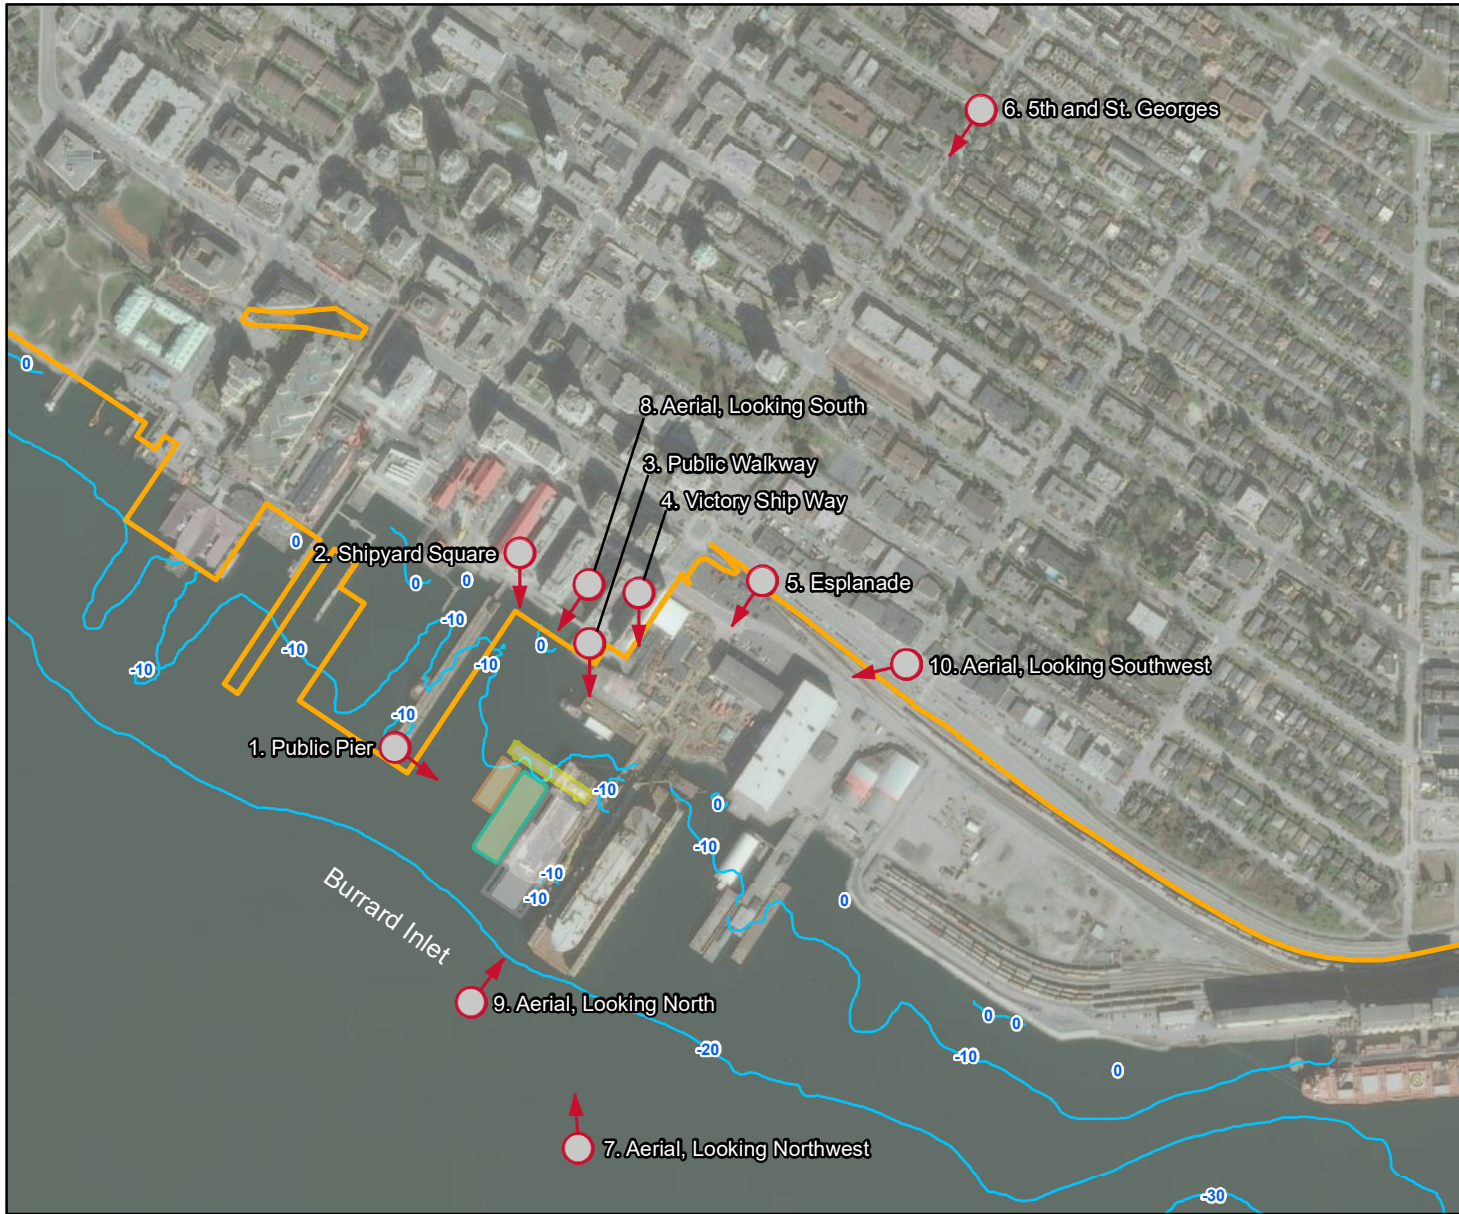 6. 5th and St. Georges
0
8. Aerial, Looking South
3. Public Walkway
4. Victory Ship Way
0
2. Shipyard Square
0
0
5. Esplanade
-10
-10
0
-10
-10
10. Aerial, Looking Southwest
-10
1. Public Pier
-10
0
-10
-10
-10
0
Burrard Inlet
9. Aerial, Looking North
0
0
-20
-10
0
7. Aerial, Looking Northwest
-30